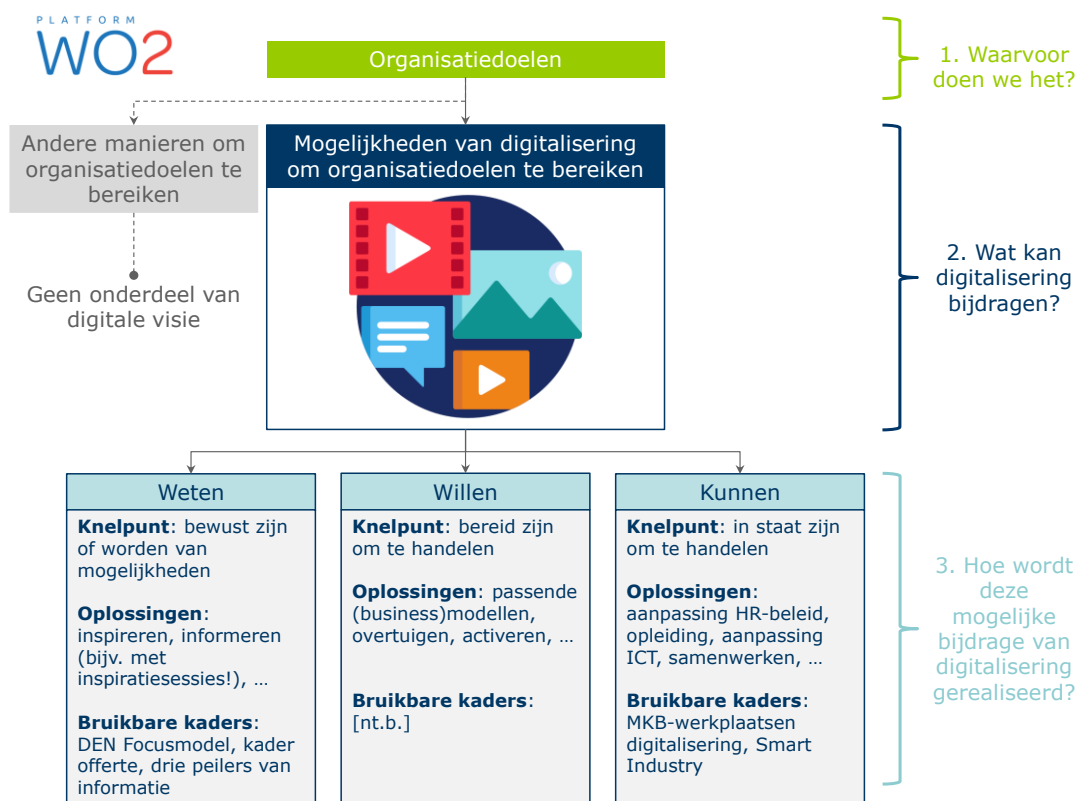 PLATFORM
WO2
Organisatiedoelen
1. Waarvoor
doen we het?
Andere manieren om
organisatiedoelen te
bereiken
Geen onderdeel van
digitale visie
Mogelijkheden van digitalisering
om organisatiedoelen te bereiken
2. Wat kan
digitalisering
bijdragen?
Weten
Knelpunt: bewust zijn
of worden van
mogelijkheden
Oplossingen:
inspireren, informeren
(bijv. met
inspiratiesessies!), …
Bruikbare kaders:
DEN Focusmodel, kader
offerte, drie peilers van
informatie
Willen
Knelpunt: bereid zijn
om te handelen
Oplossingen: passende
(business)modellen,
overtuigen, activeren, …
Bruikbare kaders:
[nt.b.]
Kunnen
Knelpunt: in staat zijn
om te handelen
Oplossingen:
aanpassing HR-beleid,
opleiding, aanpassing
ICT, samenwerken, …
Bruikbare kaders:
MKB-werkplaatsen
digitalisering, Smart
Industry
3. Hoe wordt
deze
mogelijke
bijdrage van
digitalisering
gerealiseerd?